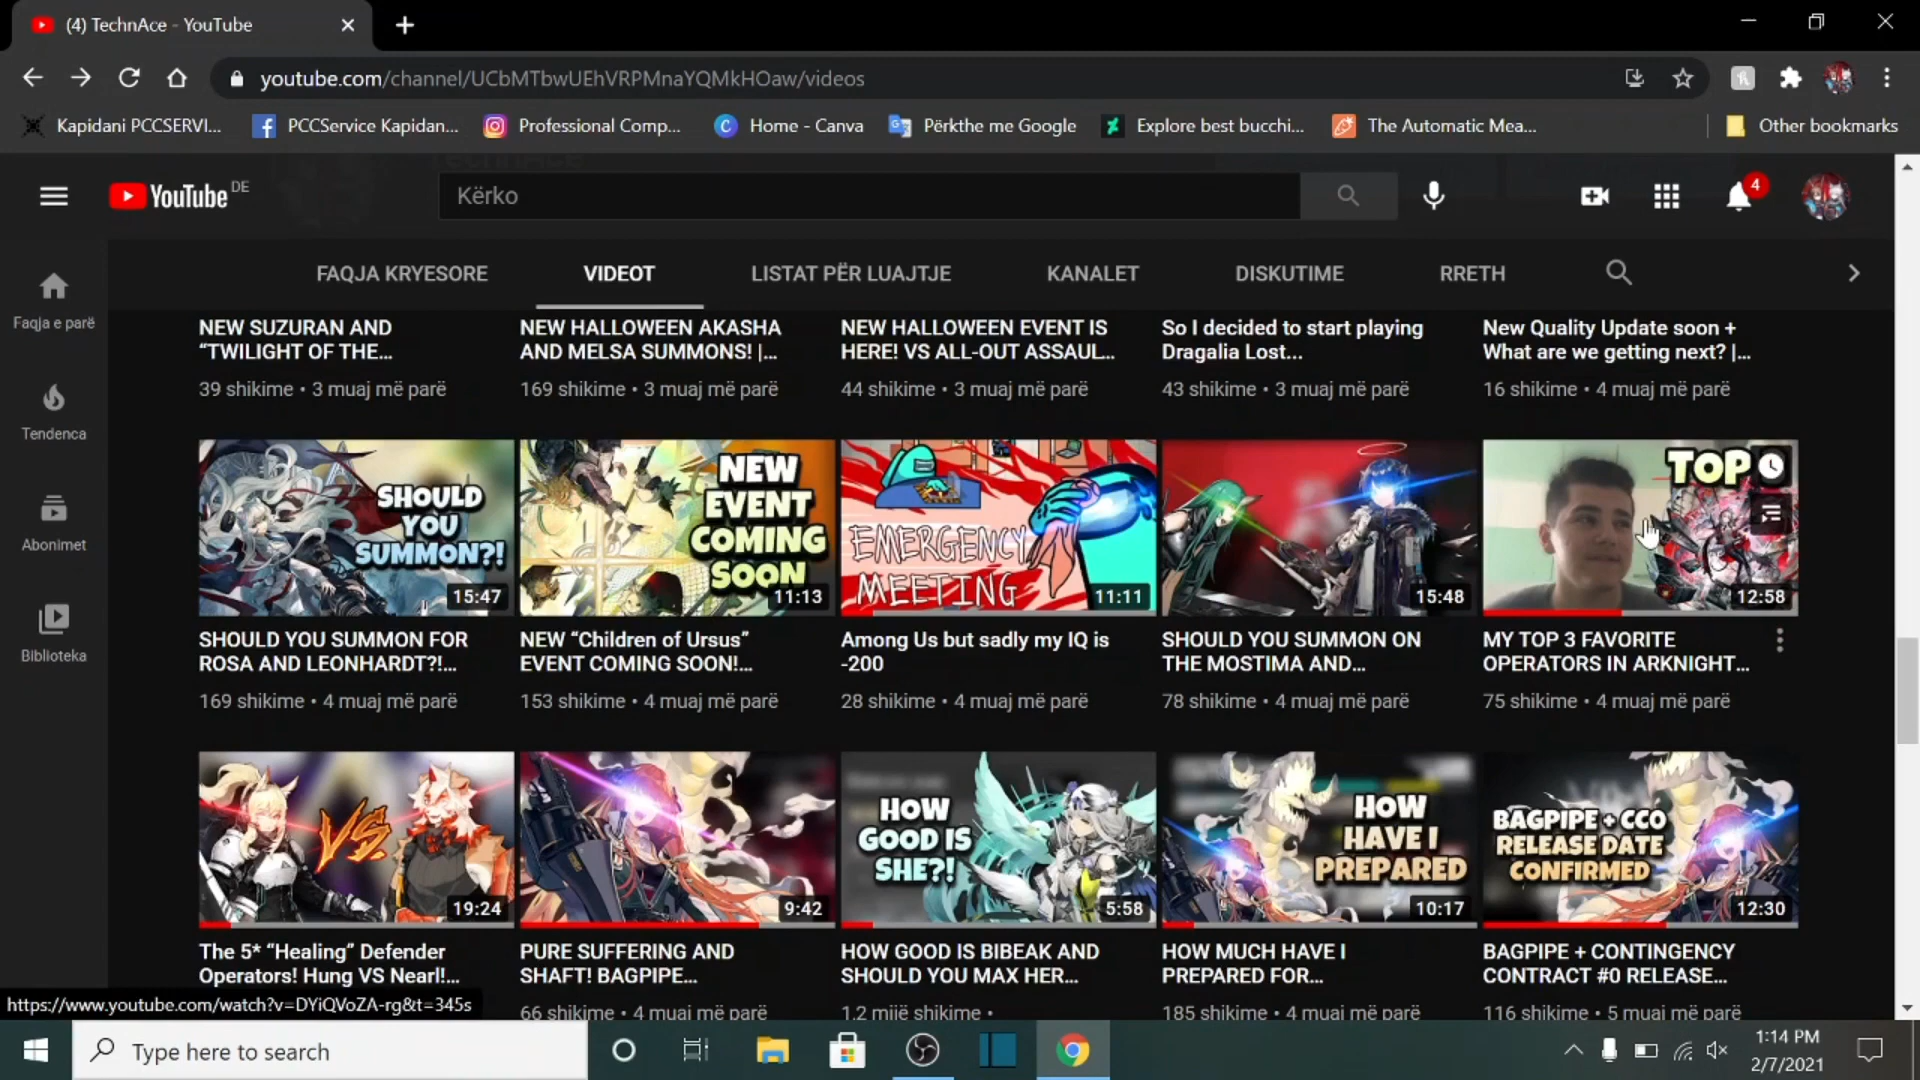 (4) TechnAce - YouTube
youtube.com/channel/UCbMTbwUEhVRPMnaYQMkHOaw/videos
Kapidani PCCSERVI...
PCCService Kapidan...
Professional Comp...
Home - Canva
Përkthe me Google
Explore best bucchi...
The Automatic Mea...
Other bookmarks
YouTube DE
Kërko
4
FAQJA KRYESORE
VIDEOT
LISTAT PËR LUAJTJE
KANALET
DISKUTIME
RRETH
Faqja e parë
Tendenca
Abonimet
Biblioteka
NEW SUZURAN AND
“TWILIGHT OF THE...
39 shikime • 3 muaj më parë
NEW HALLOWEEN AKASHA
AND MELSA SUMMONS! |...
169 shikime • 3 muaj më parë
NEW HALLOWEEN EVENT IS
HERE! VS ALL-OUT ASSAUL...
44 shikime • 3 muaj më parë
So I decided to start playing
Dragalia Lost...
43 shikime • 3 muaj më parë
New Quality Update soon +
What are we getting next? |...
16 shikime • 4 muaj më parë
SHOULD
YOU
SUMMON?!
15:47
NEW
EVENT
COMING
SOON
11:13
EMERGENCY
MEETING
11:11
15:48
TOP
12:58
SHOULD YOU SUMMON FOR
ROSA AND LEONHARDT?!...
169 shikime • 4 muaj më parë
NEW “Children of Ursus”
EVENT COMING SOON!...
153 shikime • 4 muaj më parë
Among Us but sadly my IQ is
-200
28 shikime • 4 muaj më parë
SHOULD YOU SUMMON ON
THE MOSTIMA AND...
78 shikime • 4 muaj më parë
MY TOP 3 FAVORITE
OPERATORS IN ARKNIGHT...
75 shikime • 4 muaj më parë
VS
19:24
9:42
HOW
GOOD IS
SHE?!
5:58
HOW
HAVE I
PREPARED
10:17
BAGPIPE + CC0
RELEASE DATE
CONFIRMED
12:30
The 5* “Healing” Defender
Operators! Hung VS Nearl!...
PURE SUFFERING AND
SHAFT! BAGPIPE...
66 shikime • 4 muaj më parë
HOW GOOD IS BIBEAK AND
SHOULD YOU MAX HER...
1,2 mijë shikime •
HOW MUCH HAVE I
PREPARED FOR...
185 shikime • 4 muaj më parë
BAGPIPE + CONTINGENCY
CONTRACT #0 RELEASE...
116 shikime • 5 muaj më parë
https://www.youtube.com/watch?v=DYiQVoZA-rg&t=345s
Type here to search
1:14 PM
2/7/2021